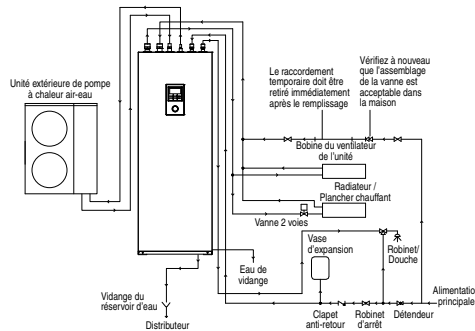 Unité extérieure de pompe
à chaleur air-eau
Le raccordement
temporaire doit être
retiré immédiatement
après le remplissage
Vérifiez à nouveau
que l'assemblage
de la vanne est
acceptable dans
la maison
Bobine du ventilateur
de l'unité
Radiateur /
Plancher chauffant
Vanne 2 voies
Vase
d'expansion
Robinet/
Douche
Eau de
vidange
Vidange du
réservoir d'eau
Distributeur
Clapet
anti-retour
Robinet
d'arrêt
Détendeur
Alimentatio
principale